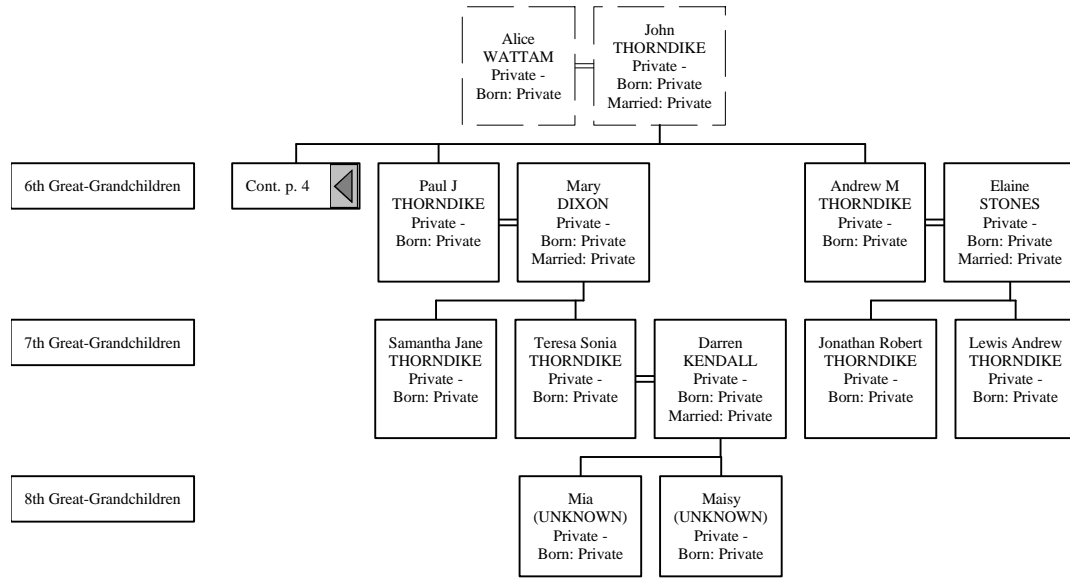 Alice
WATTAM
Private -
Born: Private
John
THORNDIKE
Private -
Born: Private
Married: Private
6th Great-Grandchildren
Cont. p. 4
Paul J
THORNDIKE
Private -
Born: Private
Mary
DIXON
Private -
Born: Private
Married: Private
Andrew M
THORNDIKE
Private -
Born: Private
Elaine
STONES
Private -
Born: Private
Married: Private
7th Great-Grandchildren
Samantha Jane
THORNDIKE
Private -
Born: Private
Teresa Sonia
THORNDIKE
Private -
Born: Private
Darren
KENDALL
Private -
Born: Private
Married: Private
Jonathan Robert
THORNDIKE
Private -
Born: Private
Lewis Andrew
THORNDIKE
Private -
Born: Private
8th Great-Grandchildren
Mia
(UNKNOWN)
Private -
Born: Private
Maisy
(UNKNOWN)
Private -
Born: Private